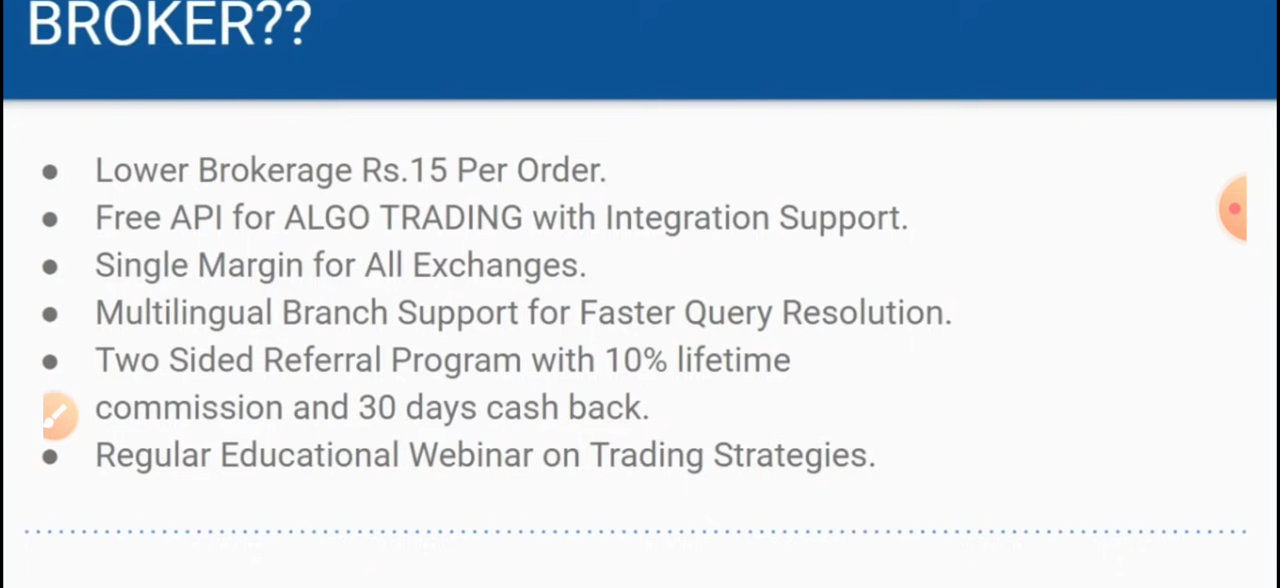 BROKER??
● Lower Brokerage Rs.15 Per Order.
● Free API for ALGO TRADING with Integration Support.
● Single Margin for All Exchanges.
● Multilingual Branch Support for Faster Query Resolution.
● Two Sided Referral Program with 10% lifetime
commission and 30 days cash back.
● Regular Educational Webinar on Trading Strategies.